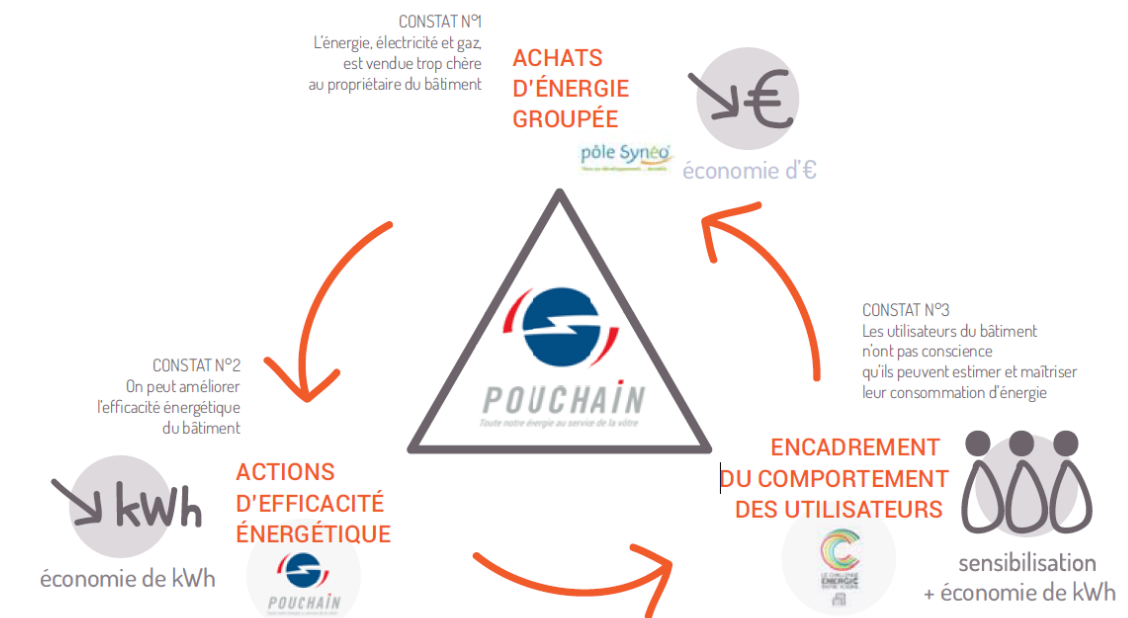 CONSTAT N°1
L'énergie, électricité et gaz,
est vendue trop chère
au propriétaire du bâtiment
ACHATS
D'ÉNERGIE
GROUPÉE
€
pôle Synéo
économie d'€
POUCHAIN
Toute notre énergie au service de la vôtre
CONSTAT N°2
On peut améliorer
l'efficacité énergétique
du bâtiment
kWh
économie de kWh
ACTIONS
D'EFFICACITÉ
ÉNERGÉTIQUE
POUCHAIN
CONSTAT N°3
Les utilisateurs du bâtiment
n'ont pas conscience
qu'ils peuvent estimer et maîtriser
leur consommation d'énergie
ENCADREMENT
DU COMPORTEMENT
DES UTILISATEURS
LE CHALLENGE
ENERGIE
sensibilisation
+ économie de kWh